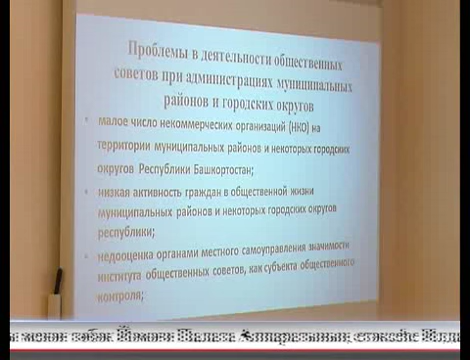 Проблемы в деятельности общественных
советов при администрациях муниципальных
районов и городских округов
• малое число некоммерческих организаций (НКО) на
территории муниципальных районов и некоторых городских
округов Республики Башкортостан;
• низкая активность граждан в общественной жизни
муниципальных районов и некоторых городских округов
республики;
• недооценка органами местного самоуправления значимости
института общественных советов, как субъекта общественного
контроля;